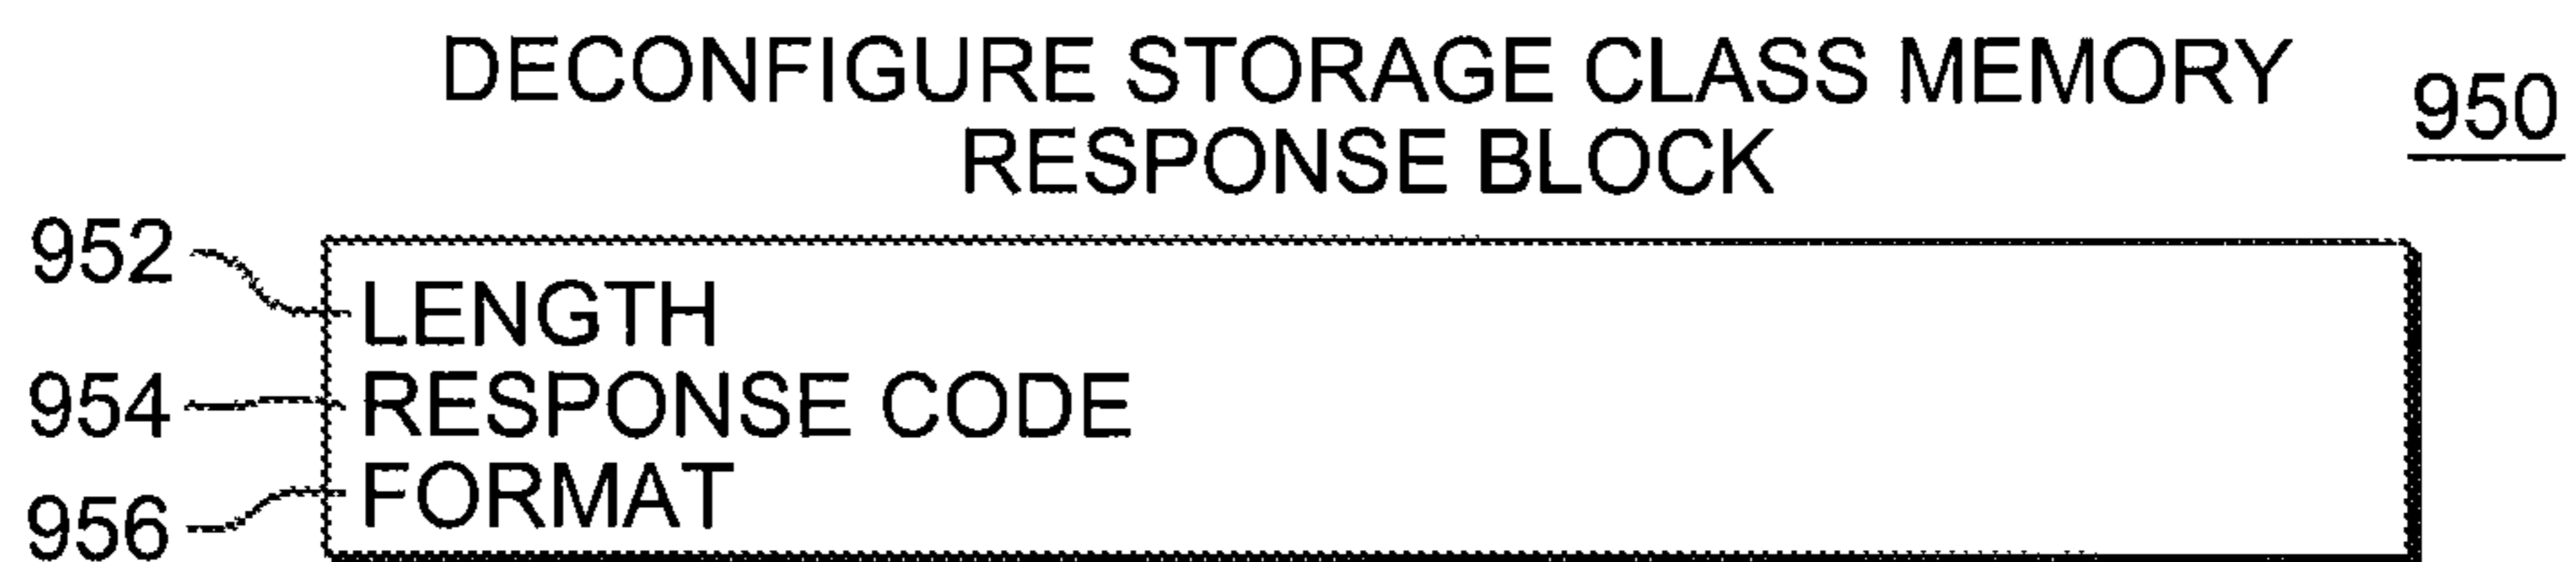 DECONFIGURE STORAGE CLASS MEMORY
RESPONSE BLOCK
950
952 LENGTH
954 RESPONSE CODE
956 FORMAT